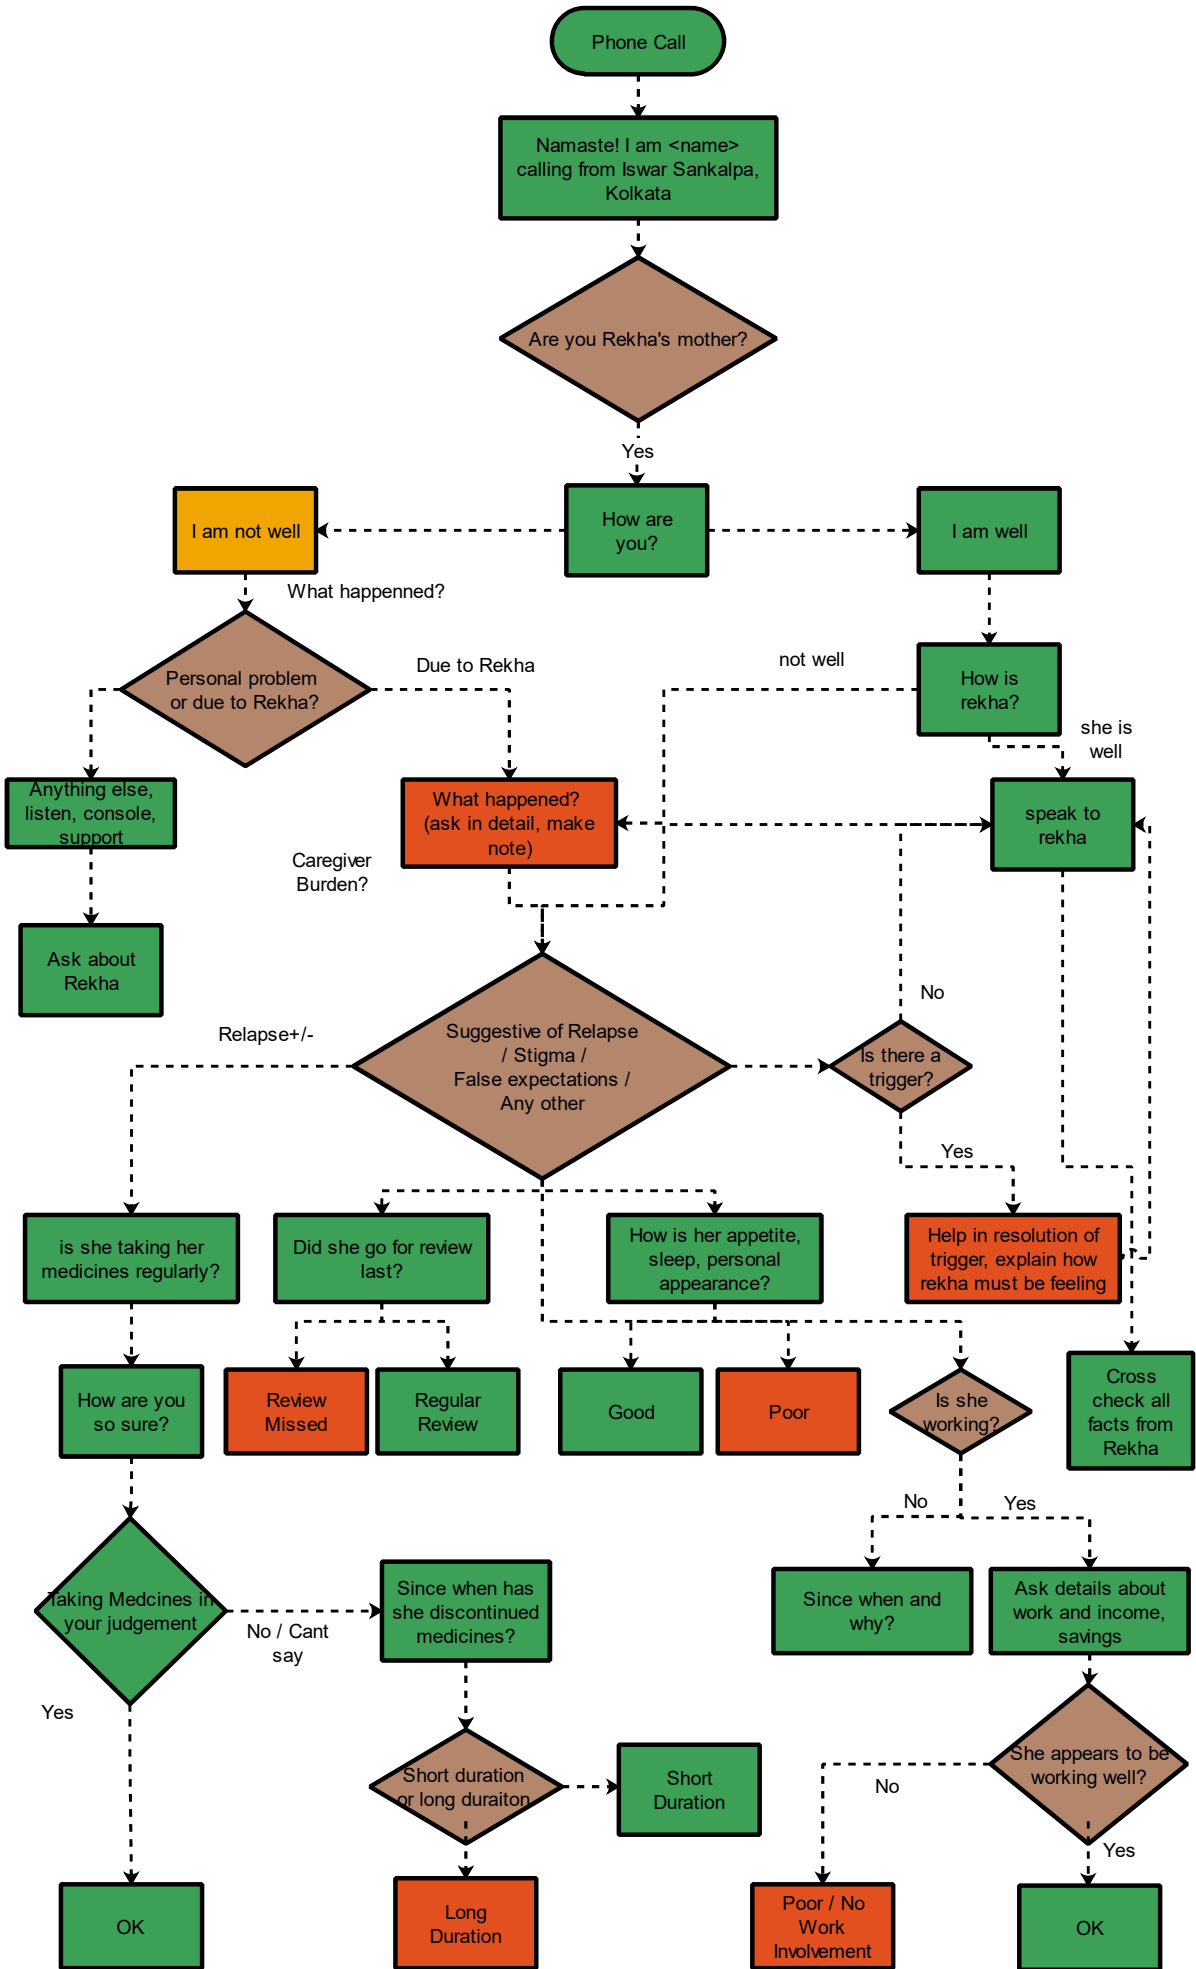 Phone Call
Namaste! I am <name>
calling from Iswar Sankalpa,
Kolkata
Are you Rekha's mother?
Yes
I am not well
How are
you?
I am well
What happenned?
Personal problem
or due to Rekha?
Due to Rekha
not well
How is
rekha?
she is
well
Anything else,
listen, console,
support
What happened?
(ask in detail, make
note)
speak to
rekha
Caregiver
Burden?
Ask about
Rekha
No
Relapse+/-
Suggestive of Relapse
/ Stigma /
False expectations /
Any other
Is there a
trigger?
Yes
is she taking her
medicines regularly?
Did she go for review
last?
How is her appetite,
sleep, personal
appearance?
Help in resolution of
trigger, explain how
rekha must be feeling
How are you
so sure?
Review
Missed
Regular
Review
Good
Poor
Is she
working?
Cross
check all
facts from
Rekha
No
Yes
Taking Medcines in
your judgement
No / Cant
say
Since when has
she discontinued
medicines?
Since when and
why?
Ask details about
work and income,
savings
Yes
Short duration
or long duraiton
Short
Duration
She appears to be
working well?
No
Yes
OK
Long
Duration
Poor / No
Work
Involvement
OK